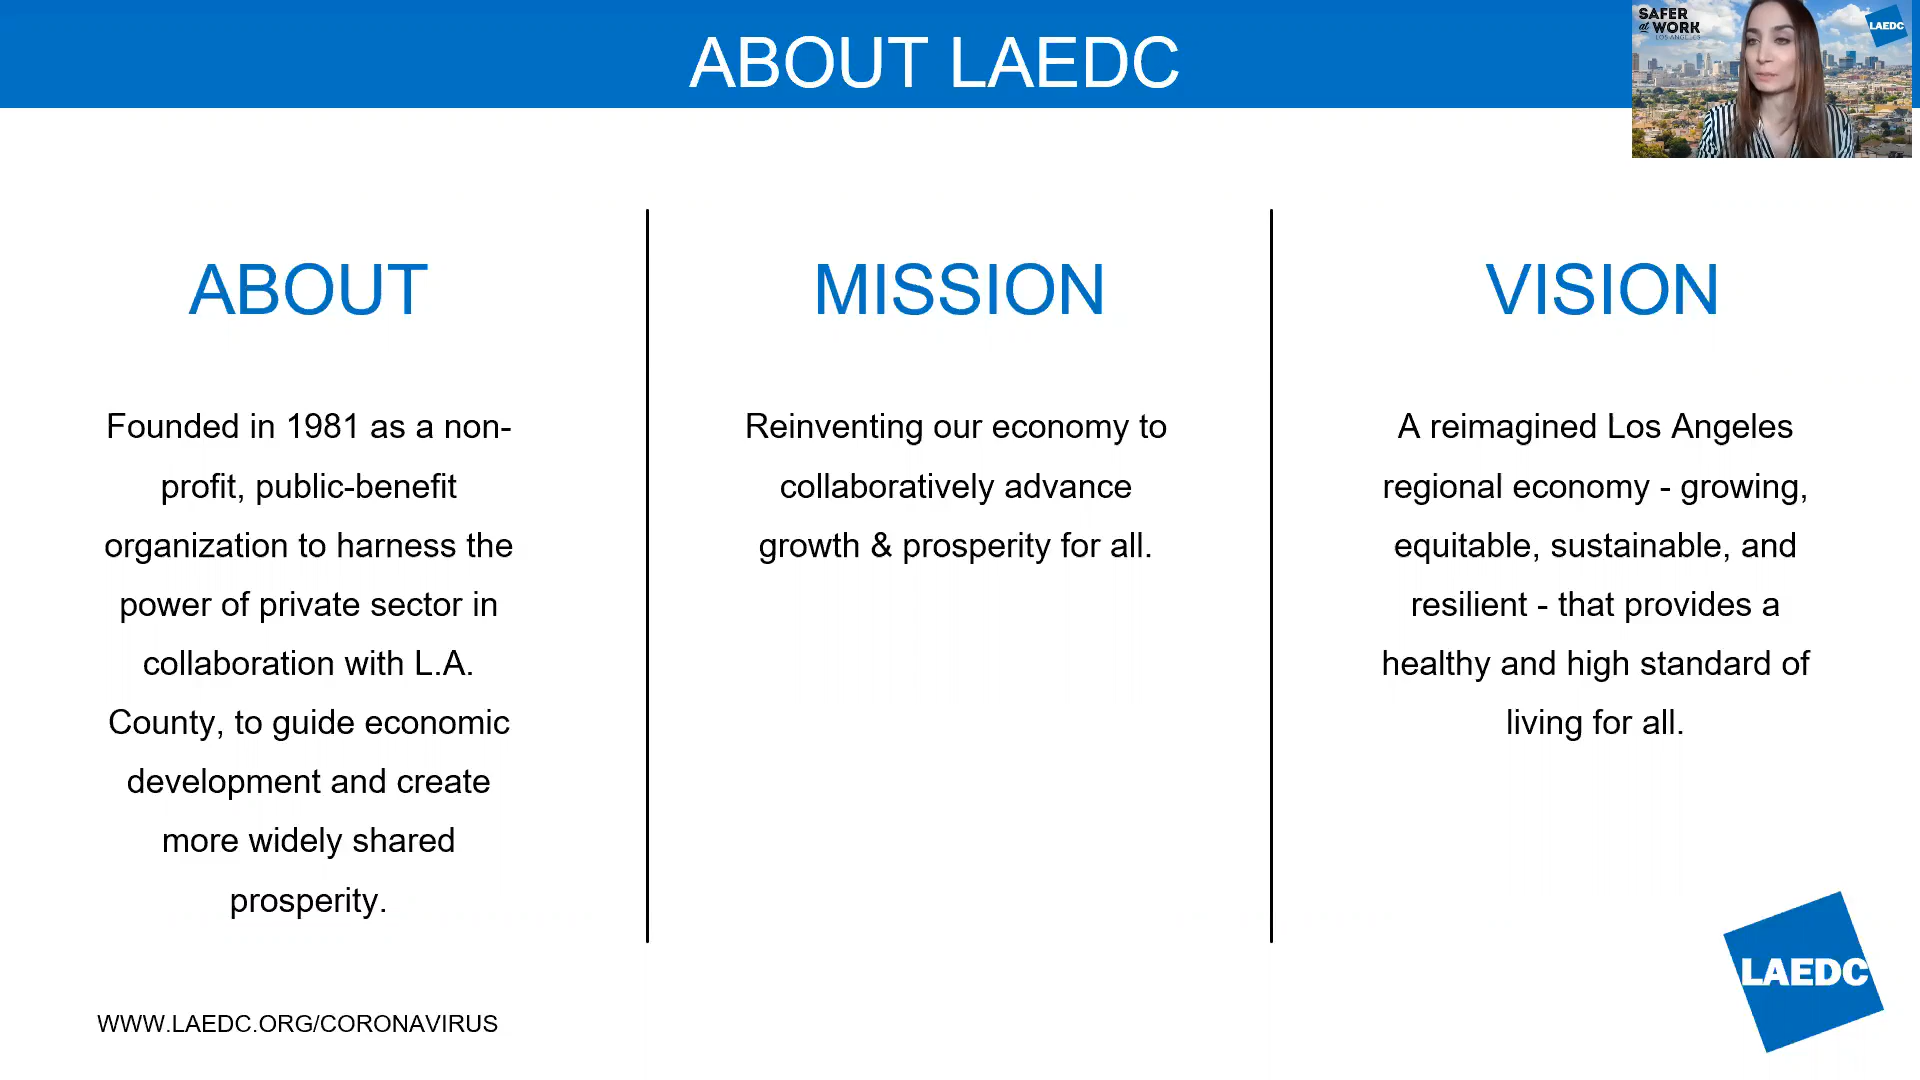 ABOUT LAEDC
SAFER
at WORK
LOS ANGELES
LAEDC
ABOUT
Founded in 1981 as a non-
profit, public-benefit
organization to harness the
power of private sector in
collaboration with L.A.
County, to guide economic
development and create
more widely shared
prosperity.
MISSION
Reinventing our economy to
collaboratively advance
growth & prosperity for all.
VISION
A reimagined Los Angeles
regional economy - growing,
equitable, sustainable, and
resilient - that provides a
healthy and high standard of
living for all.
WWW.LAEDC.ORG/CORONAVIRUS
LAEDC